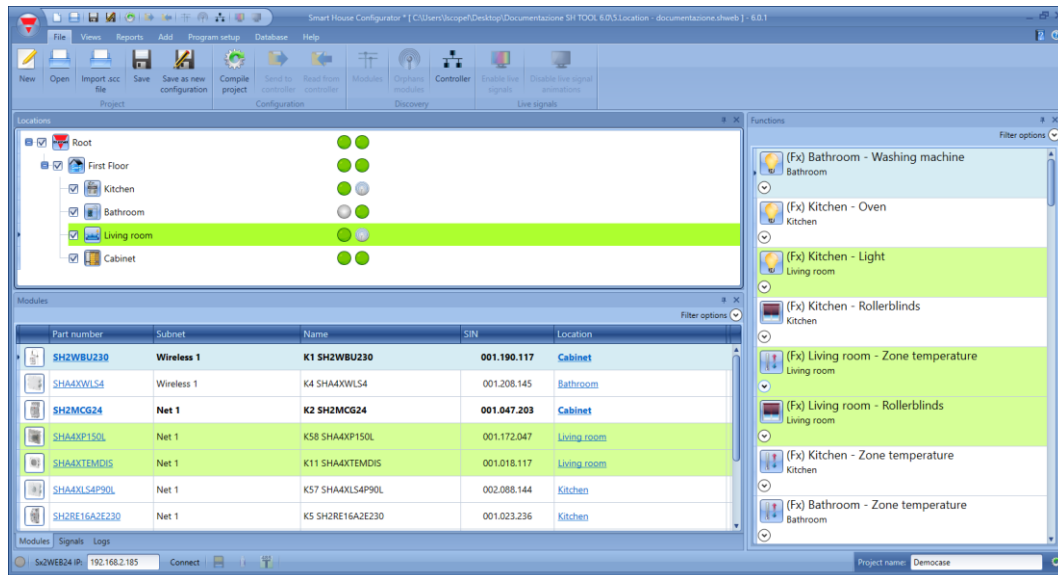 Smart House Configurator * [ C:\Users\lscopel\Desktop\Documentazione SH TOOL 6.0\5.Location - documentazione.shweb ] - 6.0.1
File Views Reports Add Program setup Database Help
New Open Import .scc file Save Save as new configuration Compile project Send to controller Read from controller Modules Orphans modules Controller Enable live signals Disable live signal animations
Project Configuration Discovery Live signals
Locations
Root
First Floor
Kitchen
Bathroom
Living room
Cabinet
Modules
Filter options
Part number Subnet Name SIN Location
SH2WBU230 Wireless 1 K1 SH2WBU230 001.190.117 Cabinet
SHA4XWLS4 Wireless 1 K4 SHA4XWLS4 001.208.145 Bathroom
SH2MCG24 Net 1 K2 SH2MCG24 001.047.203 Cabinet
SHA4XP150L Net 1 K58 SHA4XP150L 001.172.047 Living room
SHA4XTEMDIS Net 1 K11 SHA4XTEMDIS 001.018.117 Living room
SHA4XLS4P90L Net 1 K57 SHA4XLS4P90L 002.088.144 Kitchen
SH2RE16A2E230 Net 1 K5 SH2RE16A2E230 001.023.236 Kitchen
Modules Signals Logs
Functions
Filter options
(Fx) Bathroom - Washing machine
Bathroom
(Fx) Kitchen - Oven
Kitchen
(Fx) Kitchen - Light
Living room
(Fx) Kitchen - Rollerblinds
Kitchen
(Fx) Living room - Zone temperature
Living room
(Fx) Living room - Rollerblinds
Living room
(Fx) Kitchen - Zone temperature
Kitchen
(Fx) Bathroom - Zone temperature
Bathroom
Sx2WEB24 IP: 192.168.2.185 Connect
Project name: Democase